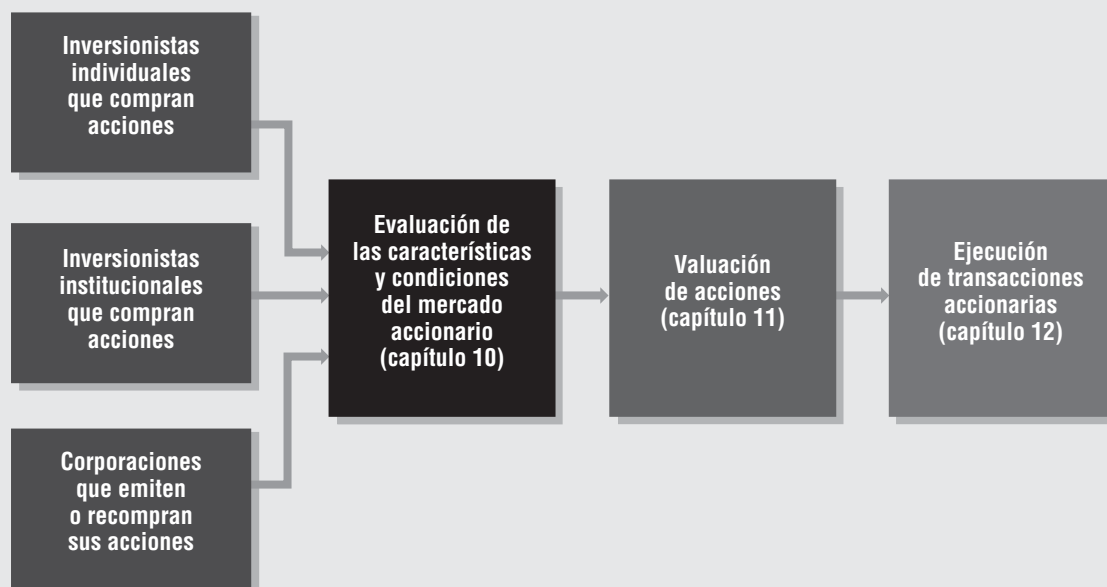 Inversionistas
individuales
que compran
acciones
Inversionistas
institucionales
que compran
acciones
Corporaciones
que emiten
o recompran
sus acciones
Evaluación de
las características
y condiciones
del mercado
accionario
(capítulo 10)
Valuación
de acciones
(capítulo 11)
Ejecución
de transacciones
accionarias
(capítulo 12)